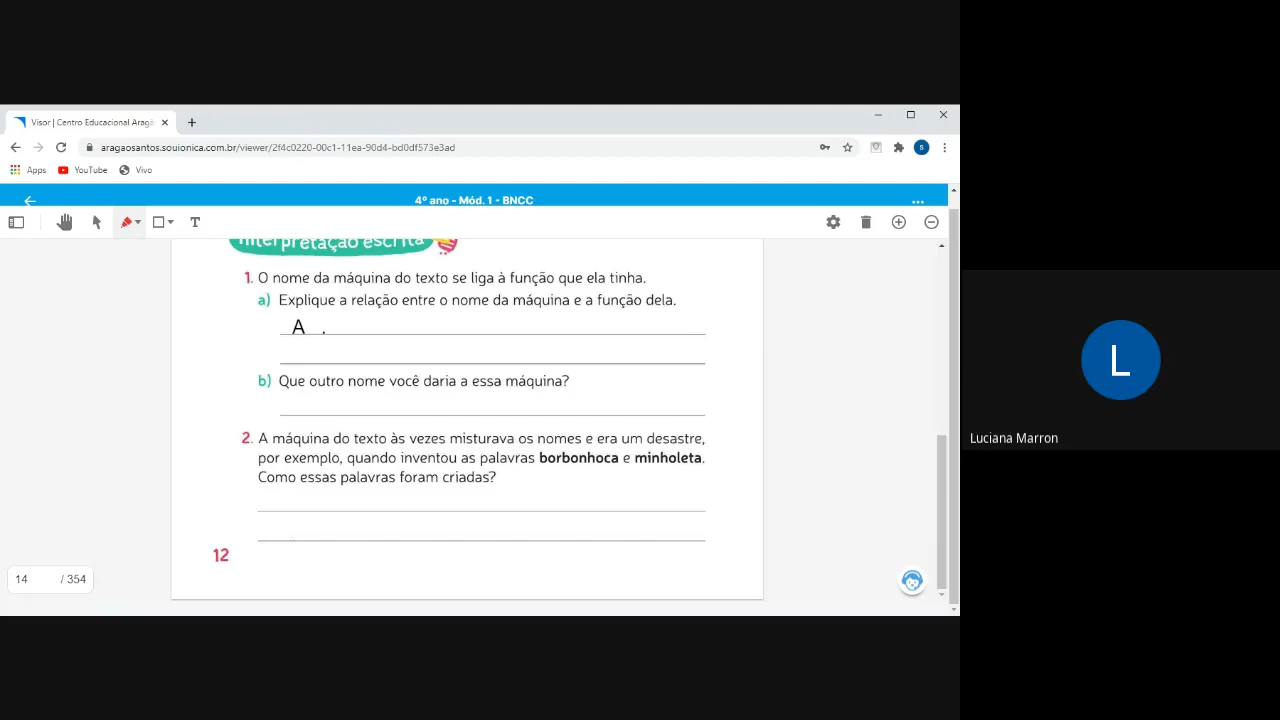 Visor | Centro Educacional Araga
aragaosantos.souionica.com.br/viewer/2f4c0220-00c1-11ea-90d4-bd0df573e3ad
S
Apps YouTube Vivo
4º ano - Mód. 1 - BNCC
T
Interpretação escrita
1. O nome da máquina do texto se liga à função que ela tinha.
a) Explique a relação entre o nome da máquina e a função dela.
A .
b) Que outro nome você daria a essa máquina?
2. A máquina do texto às vezes misturava os nomes e era um desastre,
por exemplo, quando inventou as palavras borbonhoca e minholeta.
Como essas palavras foram criadas?
12
14 / 354
L
Luciana Marron